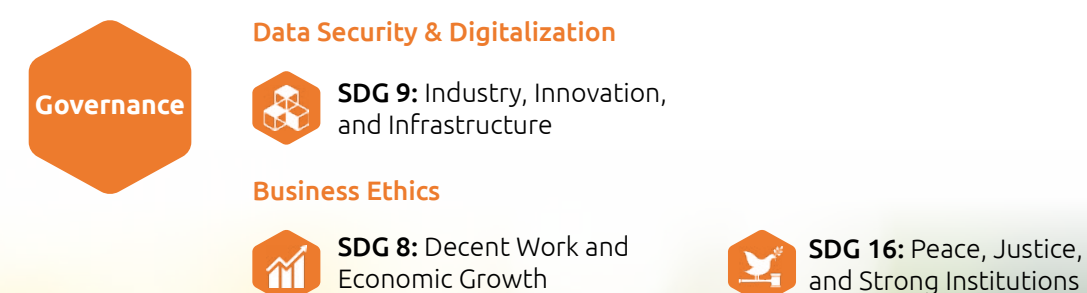 Governance
Data Security & Digitalization
SDG 9: Industry, Innovation,
and Infrastructure
Business Ethics
SDG 8: Decent Work and
Economic Growth
SDG 16: Peace, Justice,
and Strong Institutions